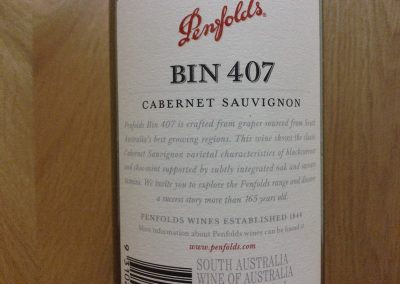 Penfolds
BIN 407
CABERNET SAUVIGNON
Penfolds Bin 407 is crafted from grapes sourced from South
Australia's best growing regions. This wine shows the classic
Cabernet Sauvignon varietal characteristics of blackcurrant
and choc-mint supported by subtly integrated oak and
tannins. We invite you to explore the Penfolds range and discover
a success story more than 165 years old.
PENFOLDS WINES ESTABLISHED 1844
More information about Penfolds wines can be found at
www.penfolds.com
SOUTH AUSTRALIA
WINE OF AUSTRALIA